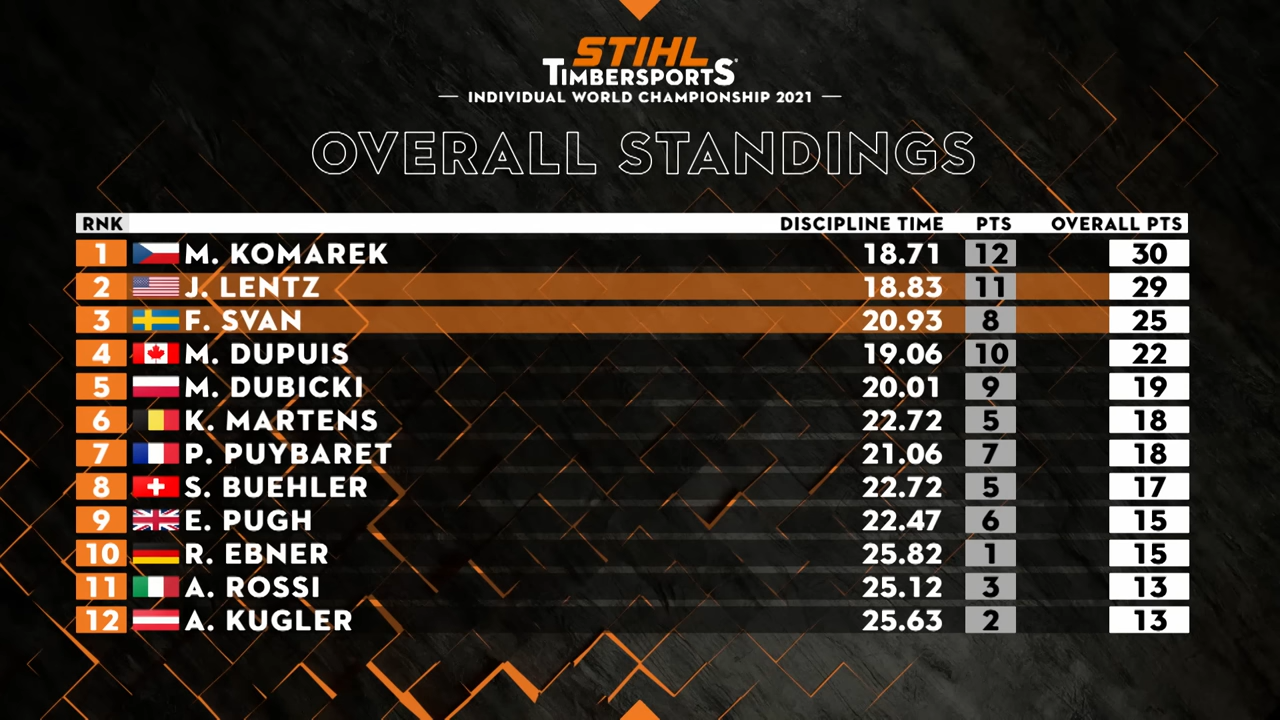 STIHL
TIMBERSPORTS®
INDIVIDUAL WORLD CHAMPIONSHIP 2021
OVERALL STANDINGS
RNK DISCIPLINE TIME PTS OVERALL PTS
1 M. KOMAREK 18.71 12 30
2 J. LENTZ 18.83 11 29
3 F. SVAN 20.93 8 25
4 M. DUPUIS 19.06 10 22
5 M. DUBICKI 20.01 9 19
6 K. MARTENS 22.72 5 18
7 P. PUYBARET 21.06 7 18
8 S. BUEHLER 22.72 5 17
9 E. PUGH 22.47 6 15
10 R. EBNER 25.82 1 15
11 A. ROSSI 25.12 3 13
12 A. KUGLER 25.63 2 13